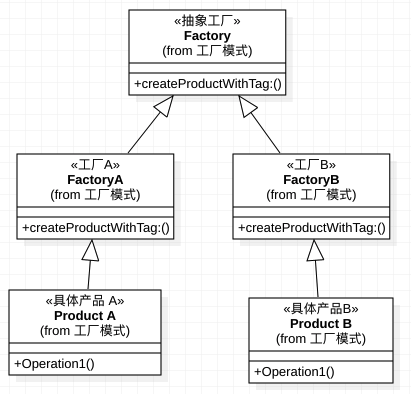 «抽象工厂»
Factory
(from 工厂模式)
+createProductWithTag:()
«工厂A»
FactoryA
(from 工厂模式)
+createProductWithTag:()
«工厂B»
FactoryB
(from 工厂模式)
+createProductWithTag:()
«具体产品 A»
Product A
(from 工厂模式)
+Operation1()
«具体产品B»
Product B
(from 工厂模式)
+Operation1()